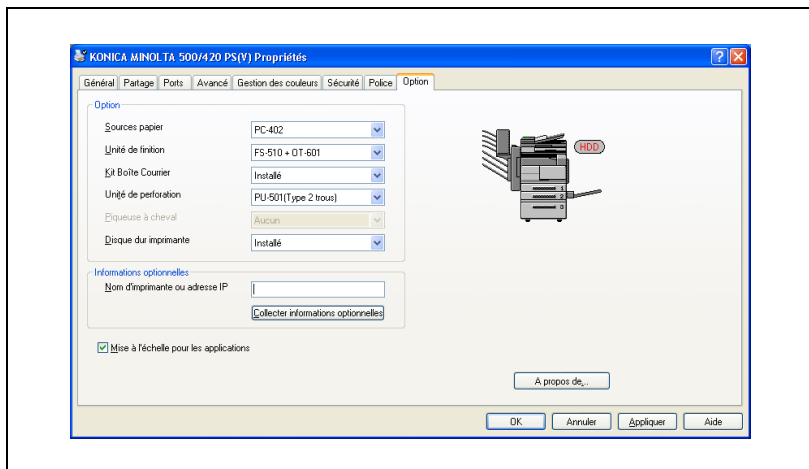 KONICA MINOLTA 500/420 PS(V) Propriétés
Général Partage Ports Avancé Gestion des couleurs Sécurité Police Option
Option
Sources papier PC-402
Unité de finition FS-510 + OT-601
Kit Boîte Courrier Installé
Unité de perforation PU-501(Type 2 trous)
Piqueuse à cheval Aucun
Disque dur imprimante Installé
HDD
1
2
3
Informations optionnelles
Nom d'imprimante ou adresse IP
Collecter informations optionnelles
Mise à l'échelle pour les applications
A propos de...
OK Annuler Appliquer Aide